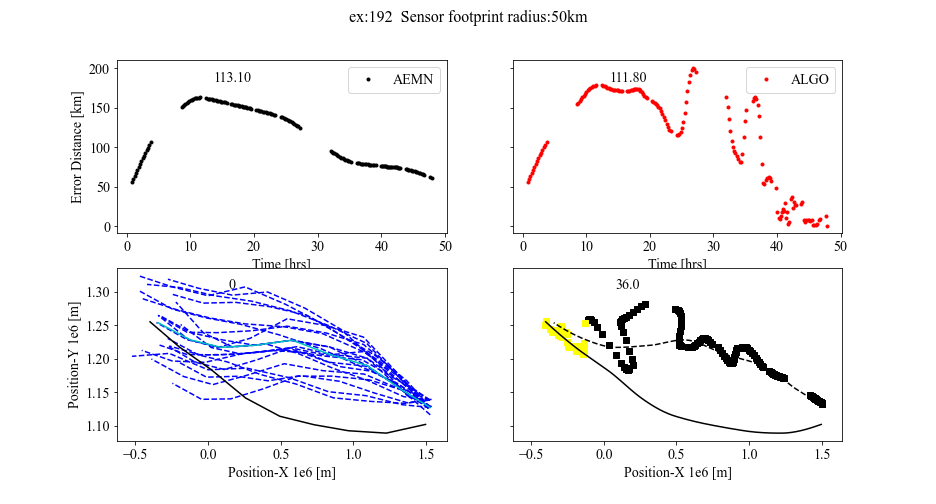 ex:192 Sensor footprint radius:50km
200
150
100
50
0
Error Distance [km]
113.10
AEMN
0 10 20 30 40 50
Time [hrs]
111.80
ALGO
0 10 20 30 40 50
Time [hrs]
1.30
1.25
1.20
1.15
1.10
Position-Y 1e6 [m]
0
−0.5 0.0 0.5 1.0 1.5
Position-X 1e6 [m]
36.0
−0.5 0.0 0.5 1.0 1.5
Position-X 1e6 [m]